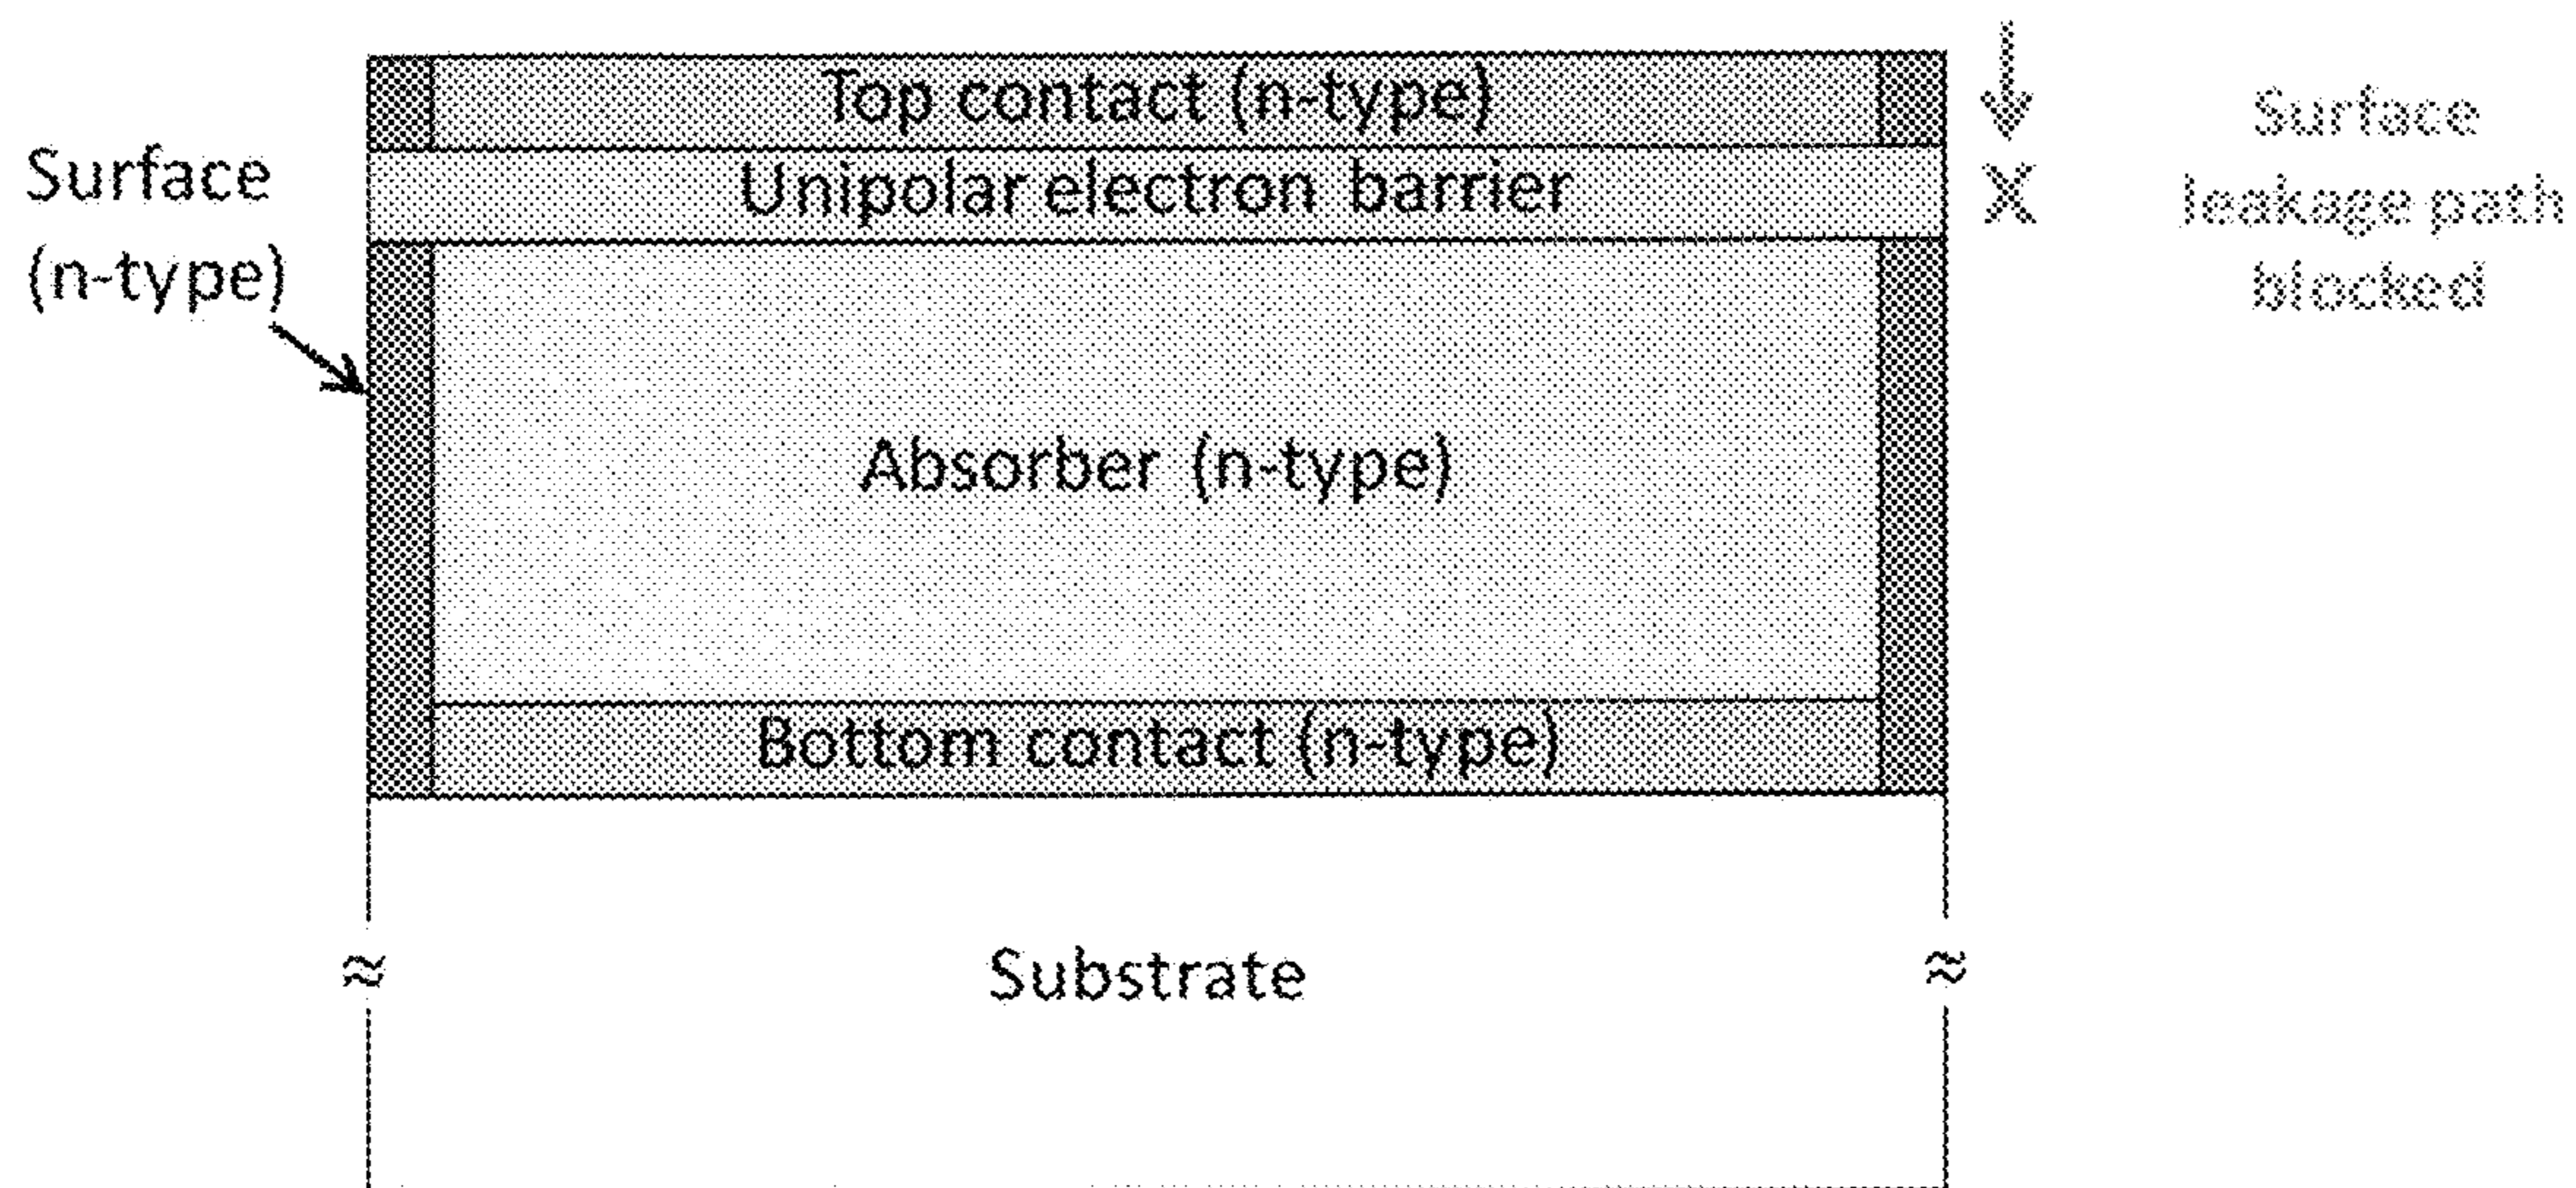 Top contact (n-type)
Unipolar electron barrier
Surface
(n-type)
X
Surface
leakage path
blocked
Absorber (n-type)
Bottom contact (n-type)
≈
Substrate
≈